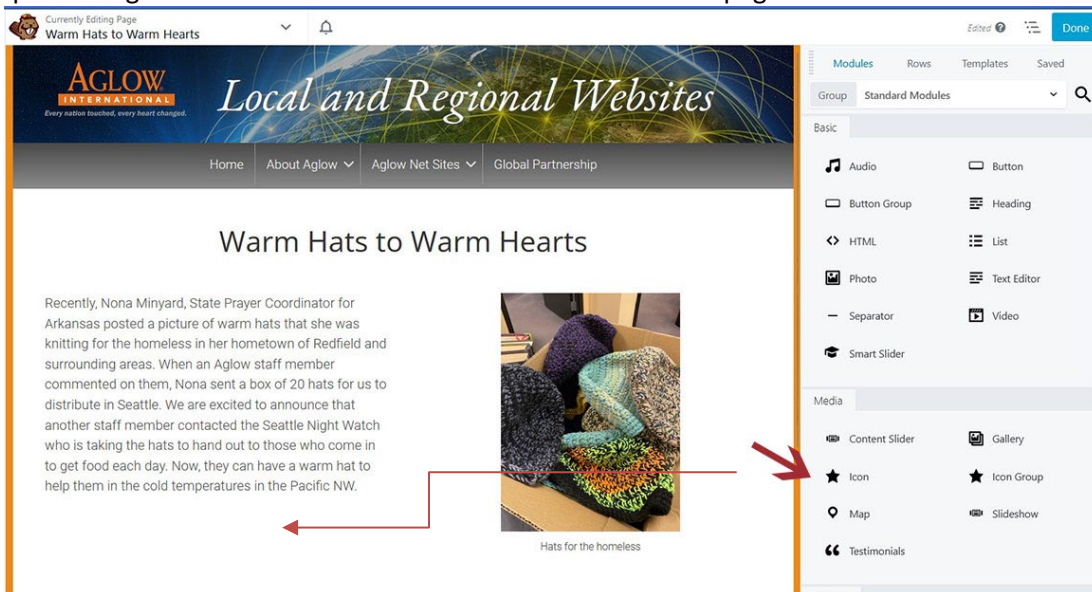 Currently Editing Page
Warm Hats to Warm Hearts
Edited
Done
AGLOW
INTERNATIONAL
Every nation touched, every heart changed.
Local and Regional Websites
Home About Aglow Aglow Net Sites Global Partnership
Warm Hats to Warm Hearts
Recently, Nona Minyard, State Prayer Coordinator for
Arkansas posted a picture of warm hats that she was
knitting for the homeless in her hometown of Redfield and
surrounding areas. When an Aglow staff member
commented on them, Nona sent a box of 20 hats for us to
distribute in Seattle. We are excited to announce that
another staff member contacted the Seattle Night Watch
who is taking the hats to hand out to those who come in
to get food each day. Now, they can have a warm hat to
help them in the cold temperatures in the Pacific NW.
Hats for the homeless
Modules Rows Templates Saved
Group Standard Modules
Basic
Audio Button
Button Group Heading
HTML List
Photo Text Editor
Separator Video
Smart Slider
Media
Content Slider Gallery
Icon Icon Group
Map Slideshow
Testimonials